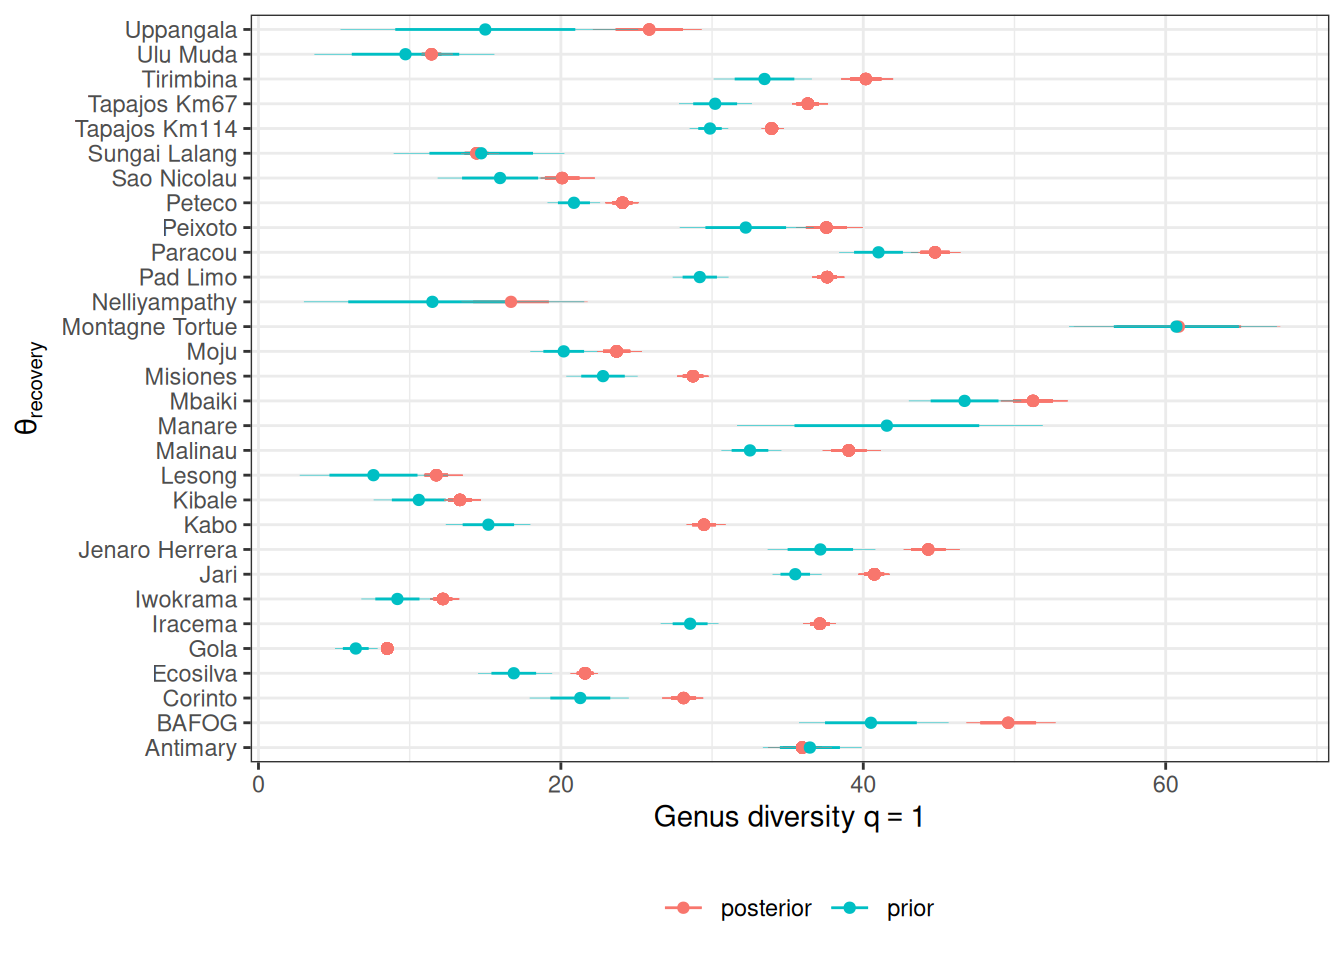 Uppangala
Ulu Muda
Tirimbina
Tapajos Km67
Tapajos Km114
Sungai Lalang
Sao Nicolau
Peteco
Peixoto
Paracou
Pad Limo
Nelliyampathy
Montagne Tortue
Moju
Misiones
Mbaiki
Manare
Malinau
Lesong
Kibale
Kabo
Jenaro Herrera
Jari
Iwokrama
Iracema
Gola
Ecosilva
Corinto
BAFOG
Antimary
θrecovery
0 20 40 60
Genus diversity q = 1
posterior prior